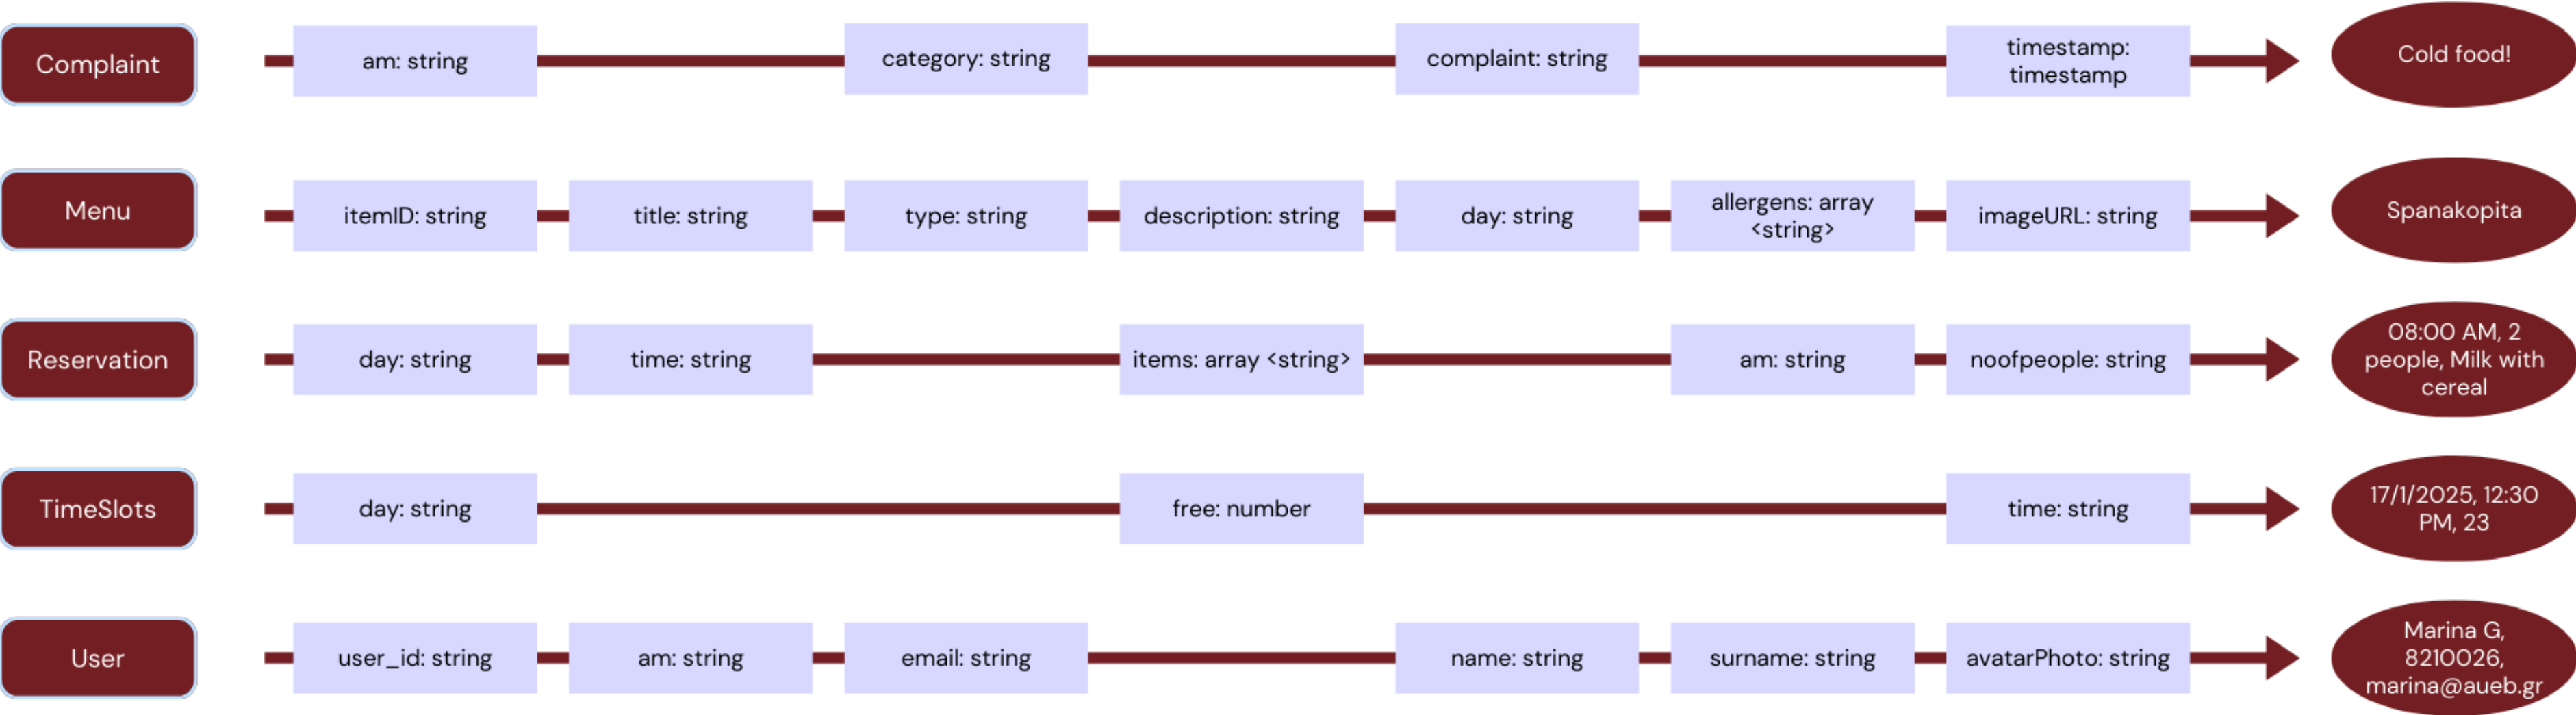 Complaint
am: string
category: string
complaint: string
timestamp:
timestamp
Cold food!
Menu
itemID: string
title: string
type: string
description: string
day: string
allergens: array
<string>
imageURL: string
Spanakopita
Reservation
day: string
time: string
items: array <string>
am: string
noofpeople: string
08:00 AM, 2
people, Milk with
cereal
TimeSlots
day: string
free: number
time: string
17/1/2025, 12:30
PM, 23
User
user_id: string
am: string
email: string
name: string
surname: string
avatarPhoto: string
Marina G,
8210026,
marina@aueb.gr